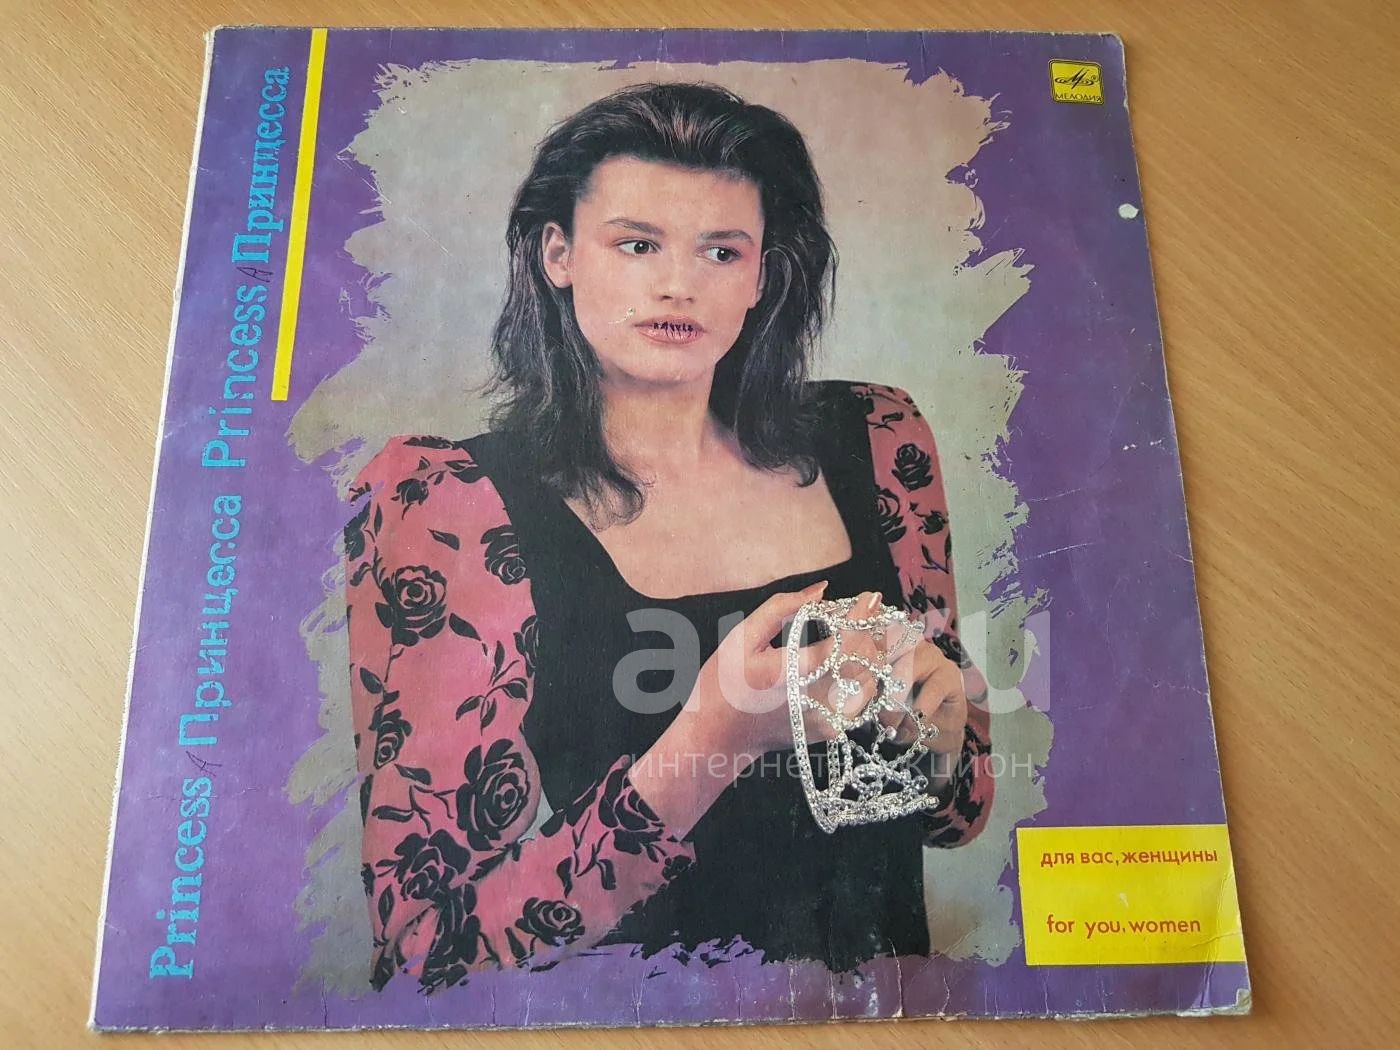 Princess Принцесса Princess Принцесса
МЕЛОДИЯ
для вас, женщины
for you, women
au.ru
интернет аукцион